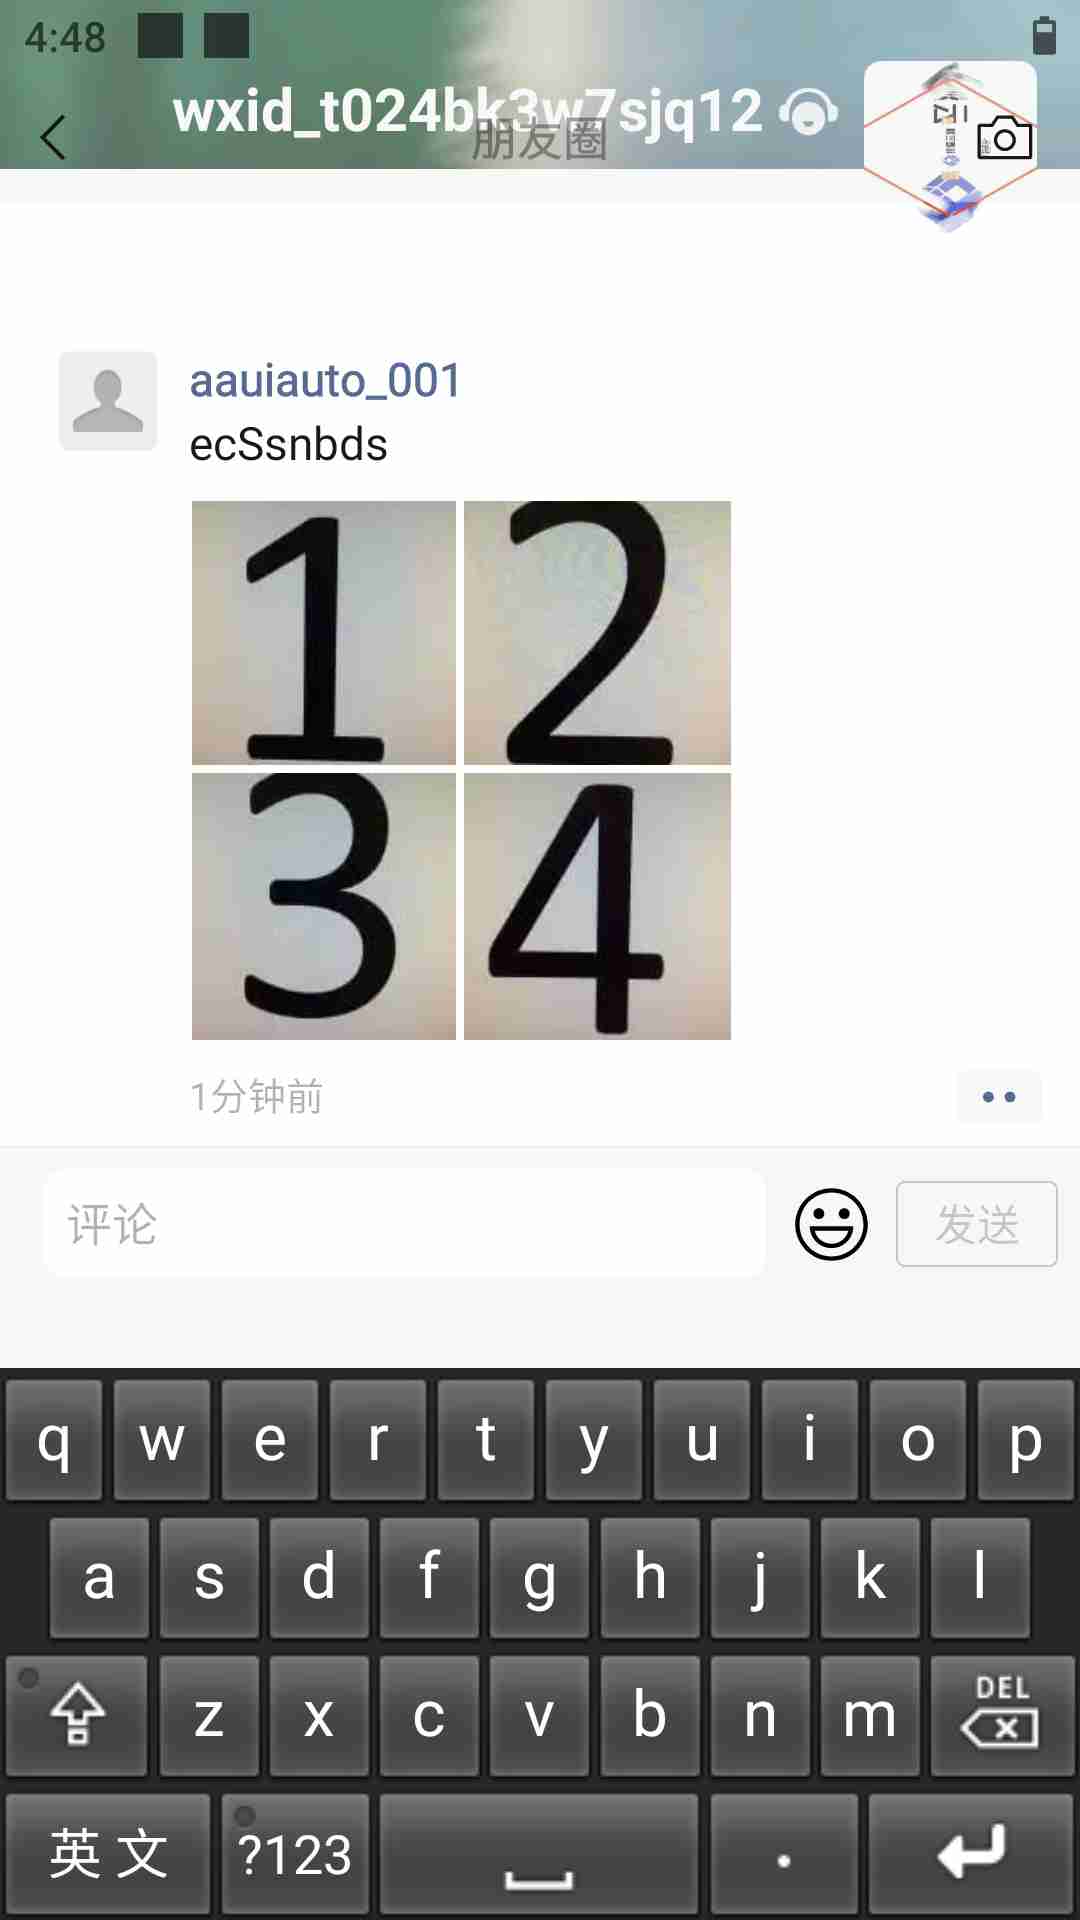 4:48
wxid_t024bk3w7sjq12
朋友圈
aauiauto_001
ecSsnbds
1 2
3 4
1分钟前
评论
发送
q w e r t y u i o p
a s d f g h j k l
z x c v b n m DEL
英文 ?123 .